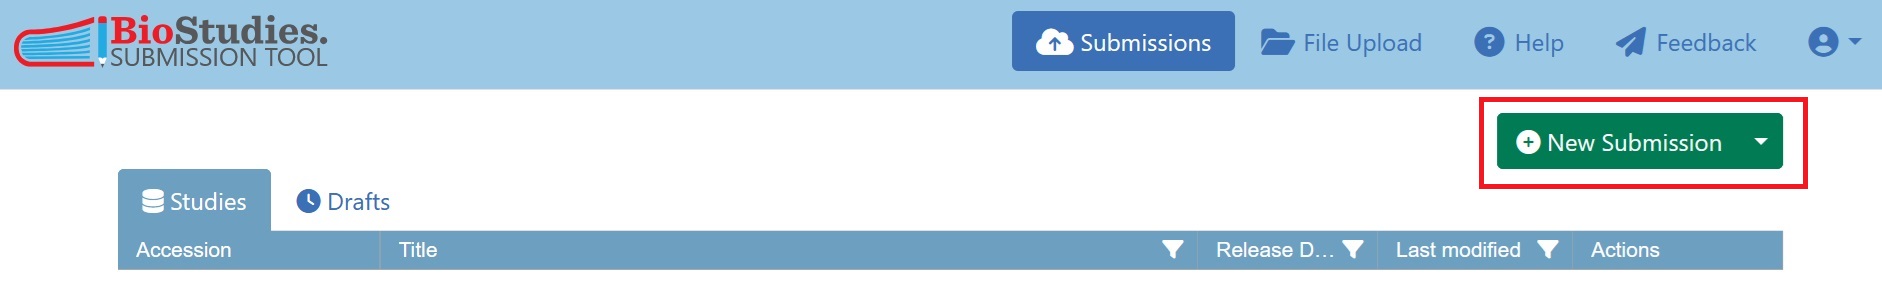 BioStudies.
SUBMISSION TOOL
Submissions
File Upload
Help
Feedback
New Submission
Studies
Drafts
Accession
Title
Release D...
Last modified
Actions